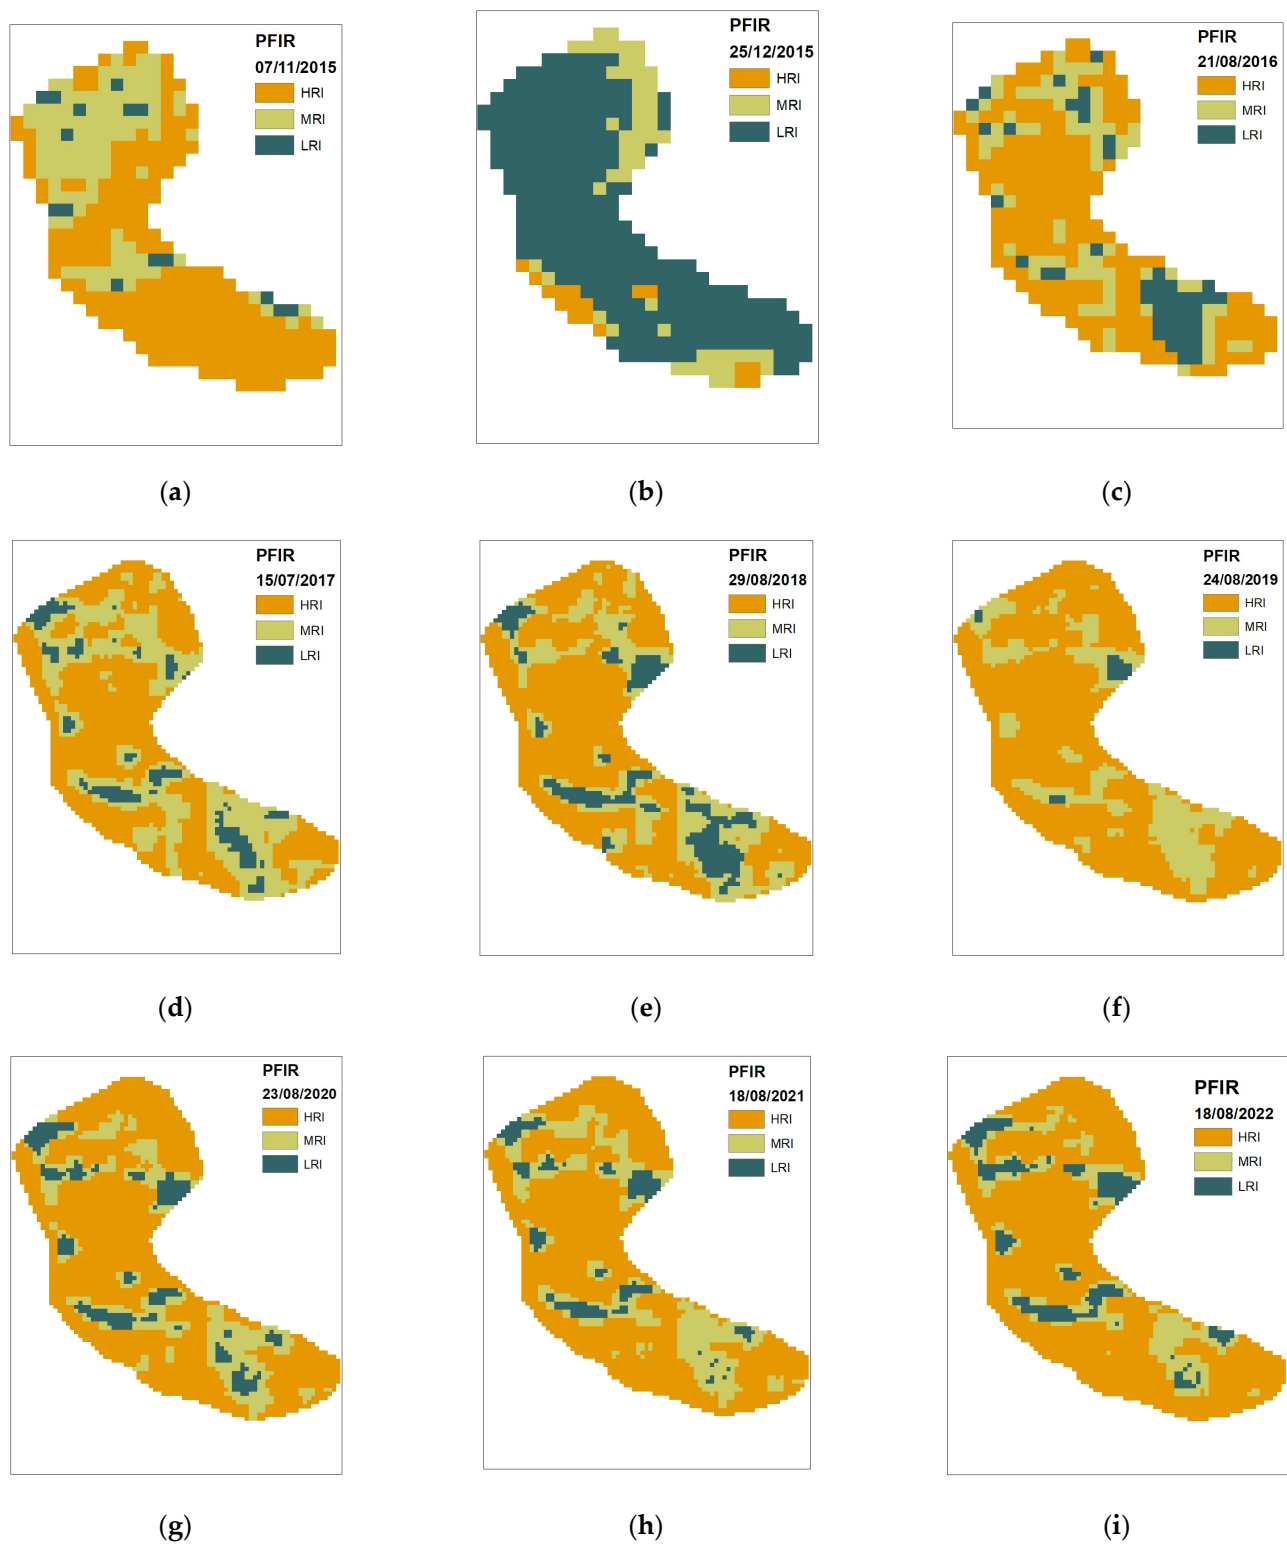 PFIR
07/11/2015
HRI
MRI
LRI
(a)
PFIR
25/12/2015
HRI
MRI
LRI
(b)
PFIR
21/08/2016
HRI
MRI
LRI
(c)
PFIR
15/07/2017
HRI
MRI
LRI
(d)
PFIR
29/08/2018
HRI
MRI
LRI
(e)
PFIR
24/08/2019
HRI
MRI
LRI
(f)
PFIR
23/08/2020
HRI
MRI
LRI
(g)
PFIR
18/08/2021
HRI
MRI
LRI
(h)
PFIR
18/08/2022
HRI
MRI
LRI
(i)